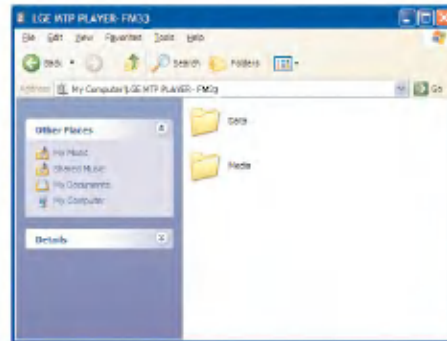 LGE MTP PLAYER- FM33
File Edit View Favorites Tools Help
Back Search Folders
Address My Computer\LGE MTP PLAYER- FM33 Go
Other Places
My Music
Shared Music
My Documents
My Computer
Details
Data
Media